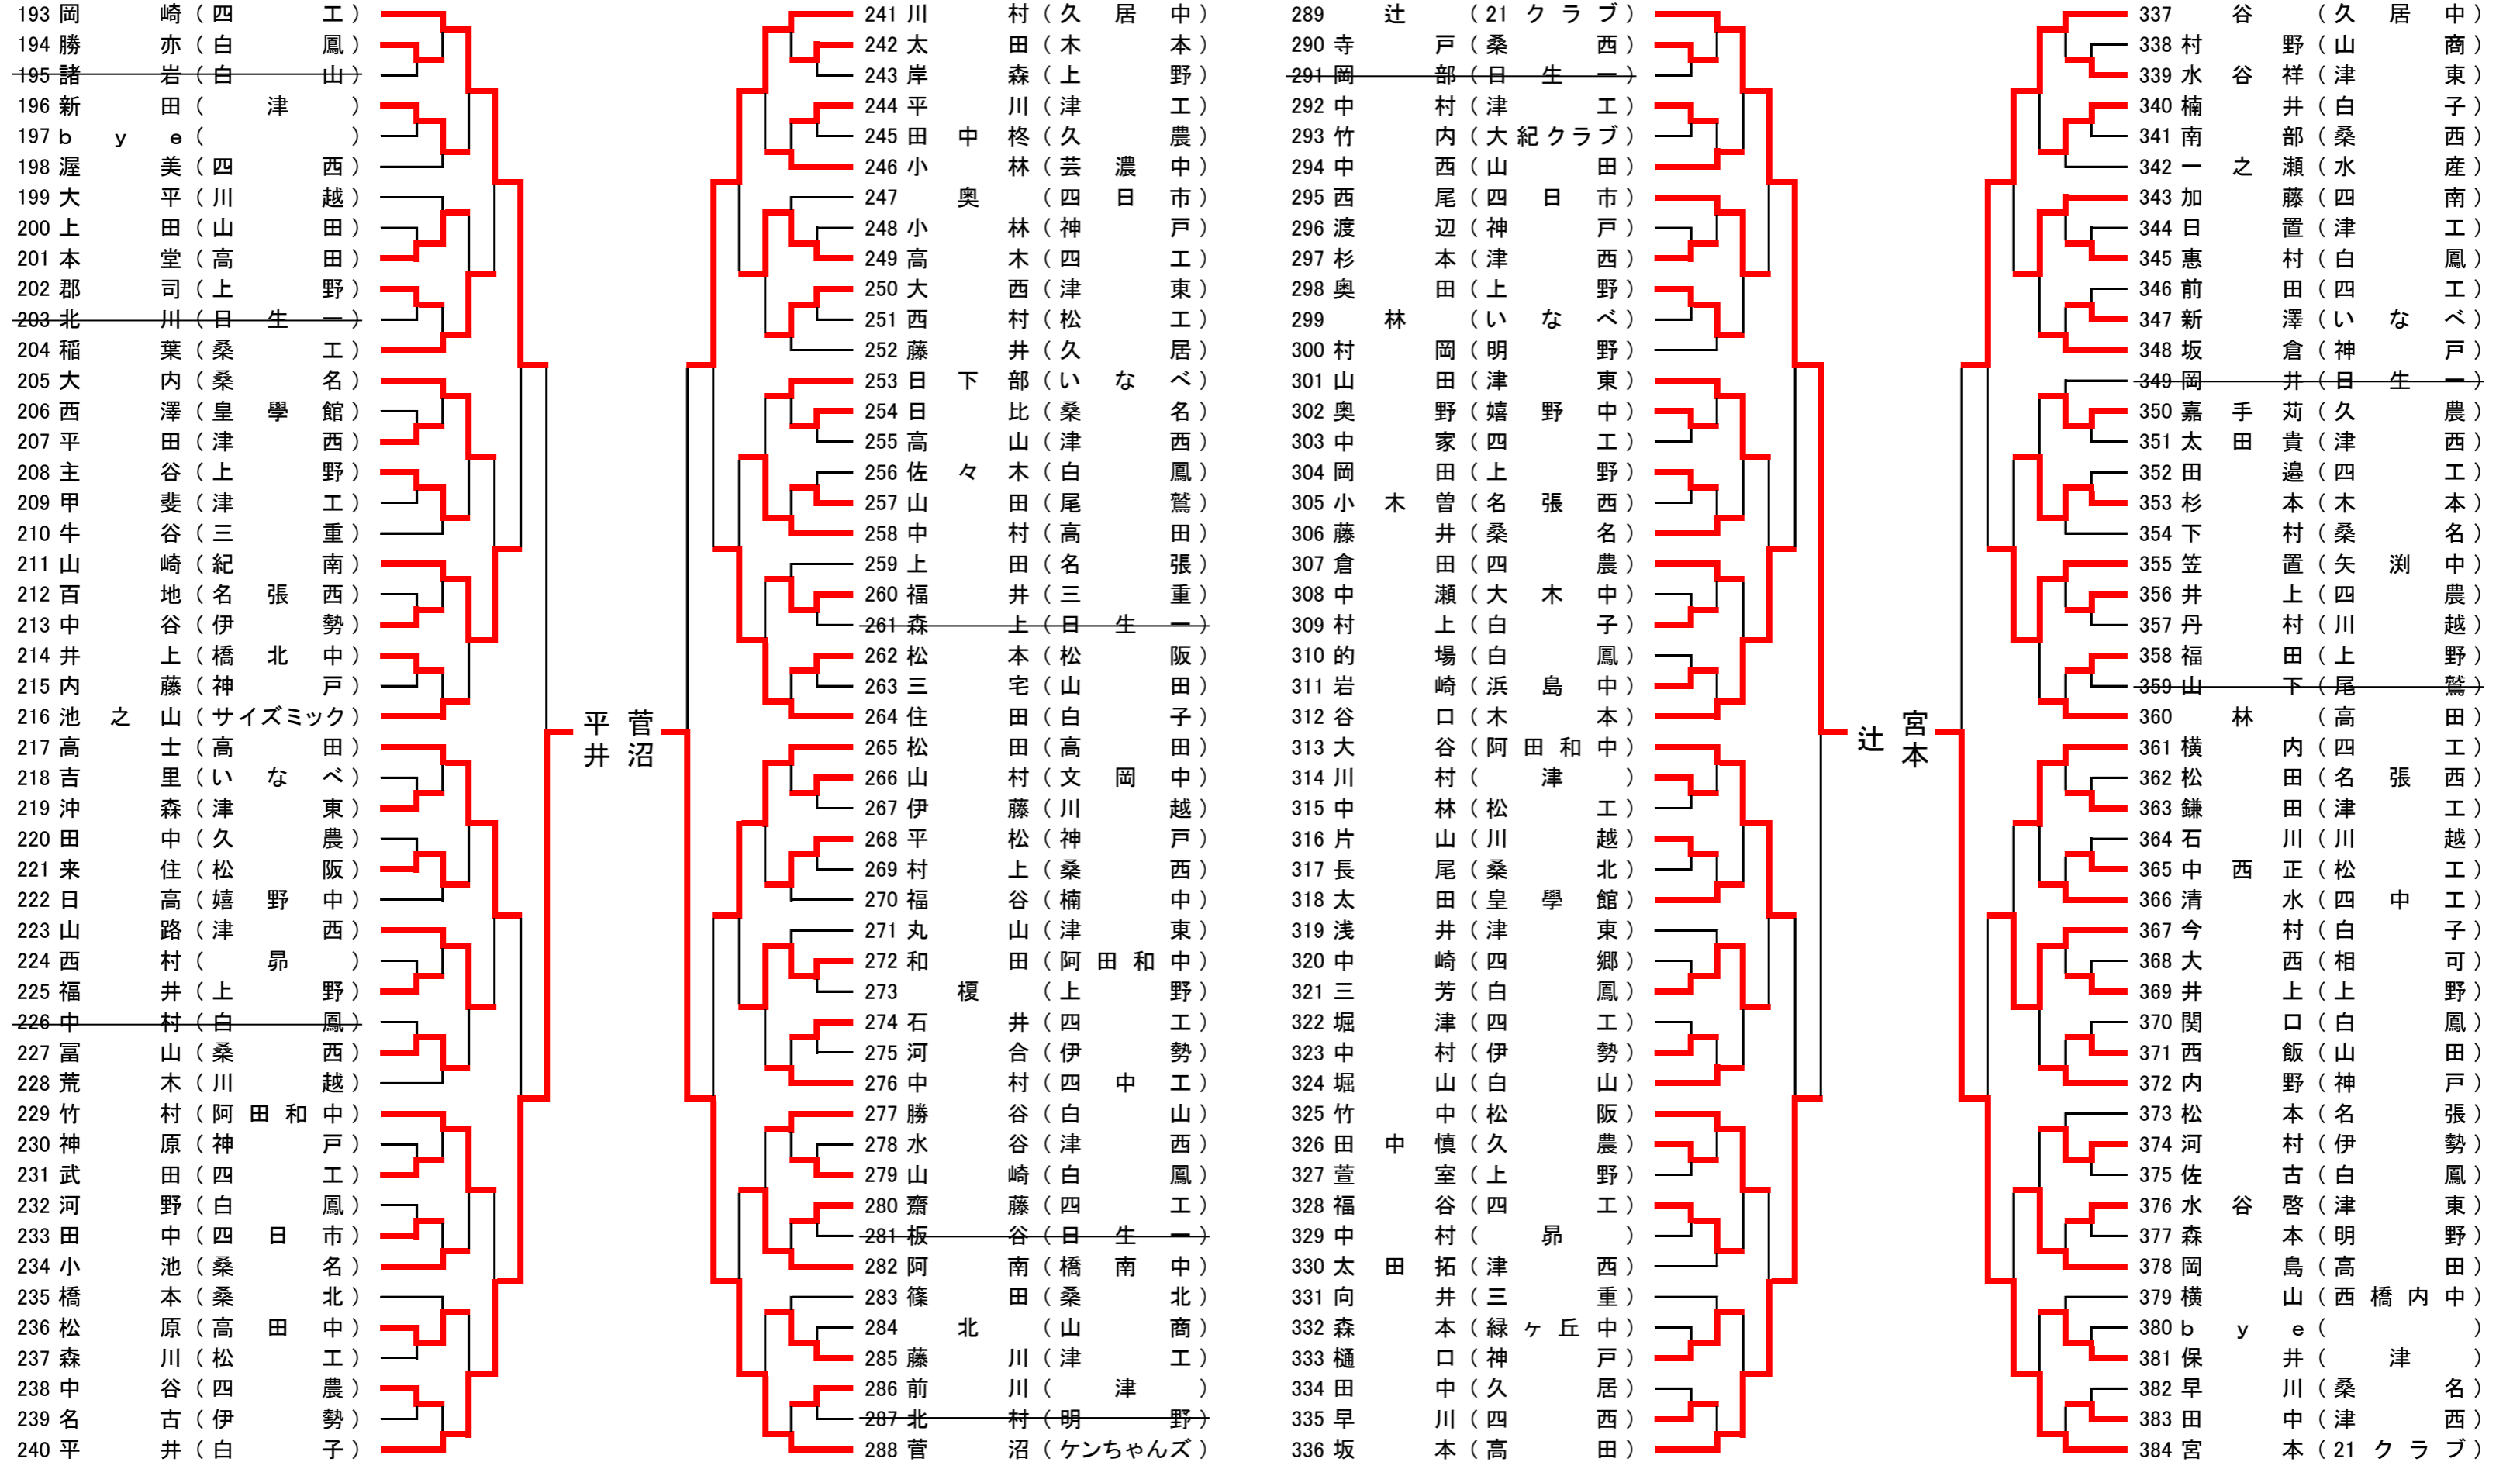 193 岡崎（四工）
194 勝亦（白鳳）
195 諸岩（白山）
196 新田（津）
197 bye（ ）
198 渥美（四西）
199 大平（川越）
200 上田（山田）
201 本堂（高田）
202 郡司（上野）
203 北川（日生一）
204 稲葉（桑工）
205 大内（桑名）
206 西澤（皇學館）
207 平田（津西）
208 主谷（上野）
209 甲斐（津工）
210 牛谷（三重）
211 山崎（紀南）
212 百地（名張西）
213 中谷（伊勢）
214 井上（橋北中）
215 内藤（神戸）
216 池之山（サイズミック）
217 高士（高田）
218 吉里（いなべ）
219 沖森（津東）
220 田中（久農）
221 来住（松阪）
222 日高（嬉野中）
223 山路（津西）
224 西村（昴）
225 福井（上野）
226 中村（白鳳）
227 冨山（桑西）
228 荒木（川越）
229 竹村（阿田和中）
230 神原（神戸）
231 武田（四工）
232 河野（白鳳）
233 田中（四日市）
234 小池（桑名）
235 橋本（桑北）
236 松原（高田中）
237 森川（松工）
238 中谷（四農）
239 名古（伊勢）
240 平井（白子）
平井
菅沼
241 川村（久居中）
242 太田（木本）
243 岸森（上野）
244 平川（津工）
245 田中柊（久農）
246 小林（芸濃中）
247 奥（四日市）
248 小林（神戸）
249 高木（四工）
250 大西（津東）
251 西村（松工）
252 藤井（久居）
253 日下部（いなべ）
254 日比（桑名）
255 高山（津西）
256 佐々木（白鳳）
257 山田（尾鷲）
258 中村（高田）
259 上田（名張）
260 福井（三重）
261 森上（日生一）
262 松本（松阪）
263 三宅（山田）
264 住田（白子）
265 松田（高田）
266 山村（文岡中）
267 伊藤（川越）
268 平松（神戸）
269 村上（桑西）
270 福谷（楠中）
271 丸山（津東）
272 和田（阿田和中）
273 榎（上野）
274 石井（四工）
275 河合（伊勢）
276 中村（四中工）
277 勝谷（白山）
278 水谷（津西）
279 山崎（白鳳）
280 齋藤（四工）
281 板谷（日生一）
282 阿南（橋南中）
283 篠田（桑北）
284 北（山商）
285 藤川（津工）
286 前川（津）
287 北村（明野）
288 菅沼（ケンちゃんズ）
289 辻（21クラブ）
290 寺戸（桑西）
291 岡部（日生一）
292 中村（津工）
293 竹内（大紀クラブ）
294 中西（山田）
295 西尾（四日市）
296 渡辺（神戸）
297 杉本（津西）
298 奥田（上野）
299 林（いなべ）
300 村岡（明野）
301 山田（津東）
302 奥野（嬉野中）
303 中家（四工）
304 岡田（上野）
305 小木曽（名張西）
306 藤井（桑名）
307 倉田（四農）
308 中瀬（大木中）
309 村上（白子）
310 的場（白鳳）
311 岩崎（浜島中）
312 谷口（木本）
313 大谷（阿田和中）
314 川村（津）
315 中林（松工）
316 片山（川越）
317 長尾（桑北）
318 太田（皇學館）
319 浅井（津東）
320 中崎（四郷）
321 三芳（白鳳）
322 堀津（四工）
323 中村（伊勢）
324 堀山（白山）
325 竹中（松阪）
326 田中慎（久農）
327 萱室（上野）
328 福谷（四工）
329 中村（昴）
330 太田拓（津西）
331 向井（三重）
332 森本（緑ヶ丘中）
333 樋口（神戸）
334 田中（久居）
335 早川（四西）
336 坂本（高田）
辻
宮本
337 谷（久居中）
338 村野（山商）
339 水谷祥（津東）
340 楠井（白子）
341 南部（桑西）
342 一之瀬（水産）
343 加藤（四南）
344 日置（津工）
345 惠村（白鳳）
346 前田（四工）
347 新澤（いなべ）
348 坂倉（神戸）
349 岡井（日生一）
350 嘉手苅（久農）
351 太田貴（津西）
352 田邉（四工）
353 杉本（木本）
354 下村（桑名）
355 笠置（矢渕中）
356 井上（四農）
357 丹村（川越）
358 福田（上野）
359 山下（尾鷲）
360 林（高田）
361 横内（四工）
362 松田（名張西）
363 鎌田（津工）
364 石川（川越）
365 中西正（松工）
366 清水（四中工）
367 今村（白子）
368 大西（相可）
369 井上（上野）
370 関口（白鳳）
371 西飯（山田）
372 内野（神戸）
373 松本（名張）
374 河村（伊勢）
375 佐古（白鳳）
376 水谷啓（津東）
377 森本（明野）
378 岡島（高田）
379 横山（西橋内中）
380 bye（ ）
381 保井（津）
382 早川（桑名）
383 田中（津西）
384 宮本（21クラブ）